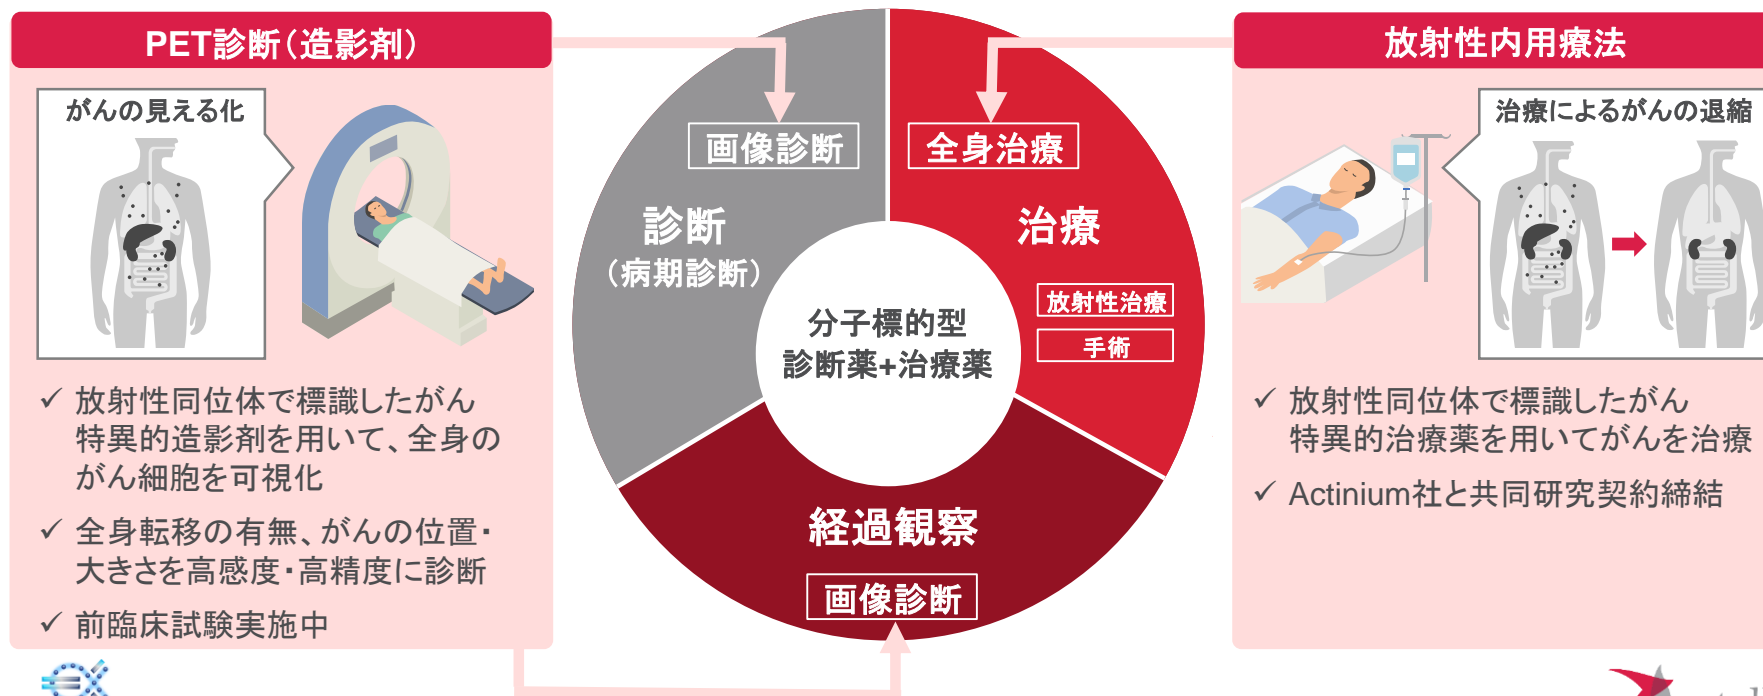 PET診断（造影剤）
がんの見える化
✓ 放射性同位体で標識したがん
特異的造影剤を用いて、全身の
がん細胞を可視化
✓ 全身転移の有無、がんの位置・
大きさを高感度・高精度に診断
✓ 前臨床試験実施中
画像診断
診断
（病期診断）
全身治療
治療
放射性治療
手術
分子標的型
診断薬+治療薬
経過観察
画像診断
放射性内用療法
治療によるがんの退縮
✓ 放射性同位体で標識したがん
特異的治療薬を用いてがんを治療
✓ Actinium社と共同研究契約締結